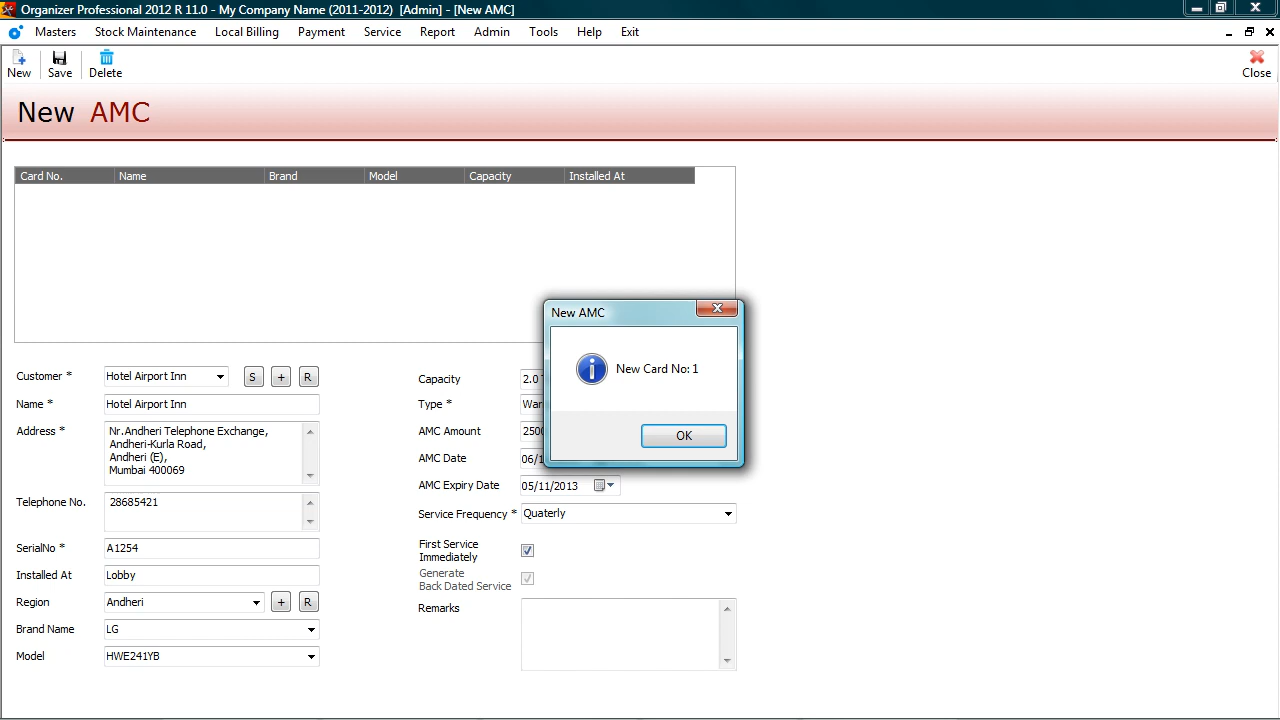 Organizer Professional 2012 R 11.0 - My Company Name (2011-2012) [Admin] - [New AMC]
Masters Stock Maintenance Local Billing Payment Service Report Admin Tools Help Exit
New Save Delete Close
New AMC
Card No. Name Brand Model Capacity Installed At
New AMC
New Card No: 1
OK
Customer * Hotel Airport Inn S + R
Name * Hotel Airport Inn
Address * Nr.Andheri Telephone Exchange,
Andheri-Kurla Road,
Andheri (E),
Mumbai 400069
Telephone No. 28685421
SerialNo * A1254
Installed At Lobby
Region Andheri + R
Brand Name LG
Model HWE241YB
Capacity 2.0
Type *
AMC Amount
AMC Date
AMC Expiry Date 05/11/2013
Service Frequency * Quaterly
First Service
Immediately
Generate
Back Dated Service
Remarks